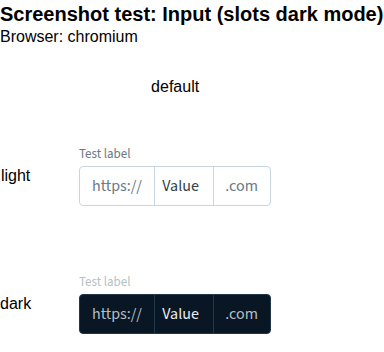 Screenshot test: Input (slots dark mode)
Browser: chromium
default
Test label
light
https:// Value .com
Test label
dark
https:// Value .com